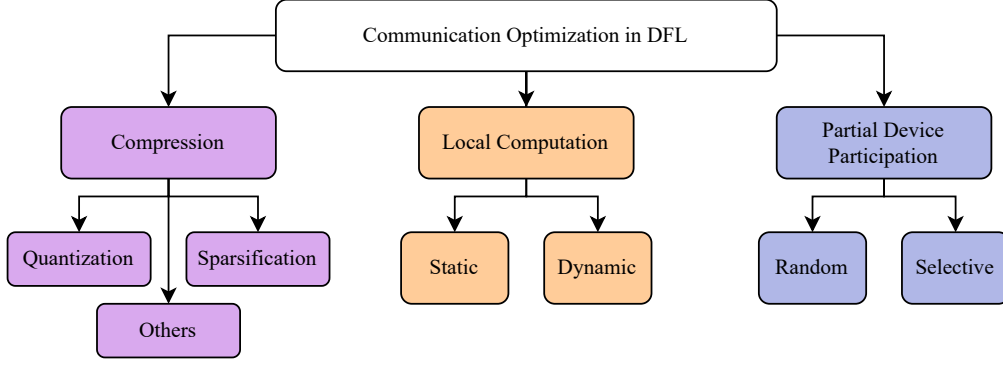 Communication Optimization in DFL
Compression
Local Computation
Partial Device
Participation
Quantization
Sparsification
Static
Dynamic
Random
Selective
Others